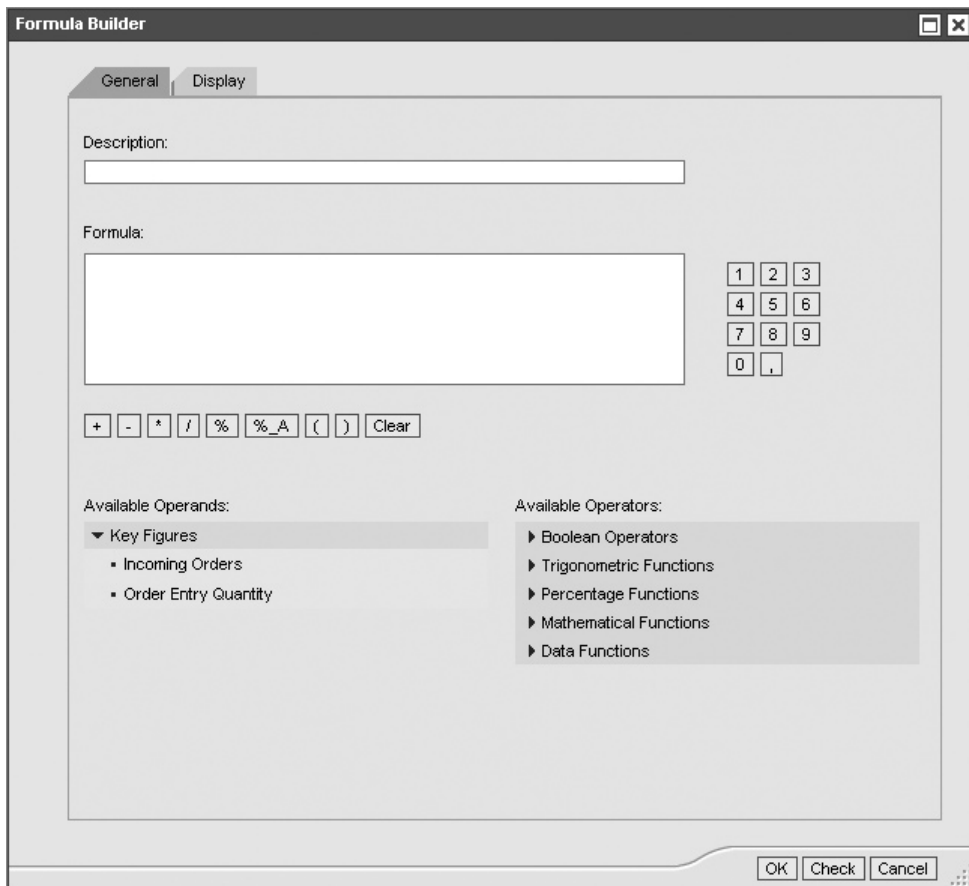 Formula Builder
General Display
Description:
Formula:
1 2 3
4 5 6
7 8 9
0 ,
+ - * / % %_A ( ) Clear
Available Operands:
Key Figures
Incoming Orders
Order Entry Quantity
Available Operators:
Boolean Operators
Trigonometric Functions
Percentage Functions
Mathematical Functions
Data Functions
OK Check Cancel